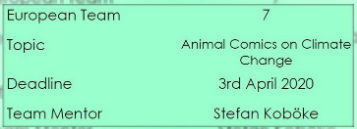 European Team 7
Topic Animal Comics on Climate
Change
Deadline 3rd April 2020
Team Mentor Stefan Koböke